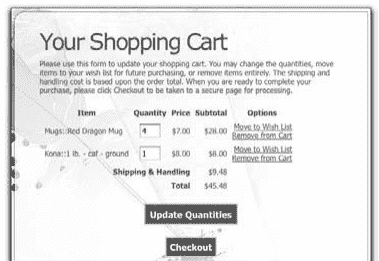 Your Shopping Cart
Please use this form to update your shopping cart. You may change the quantities, move
items to your wish list for future purchasing, or remove items entirely. The shipping and
handling cost is based upon the order total. When you are ready to complete your
purchase, please click Checkout to be taken to a secure page for processing.
Item Quantity Price Subtotal Options
Mugs::Red Dragon Mug 4 $7.00 $28.00 Move to Wish List
Remove from Cart
Kona::1 lb. - caf - ground 1 $8.00 $8.00 Move to Wish List
Remove from Cart
Shipping & Handling $9.48
Total $45.48
Update Quantities
Checkout